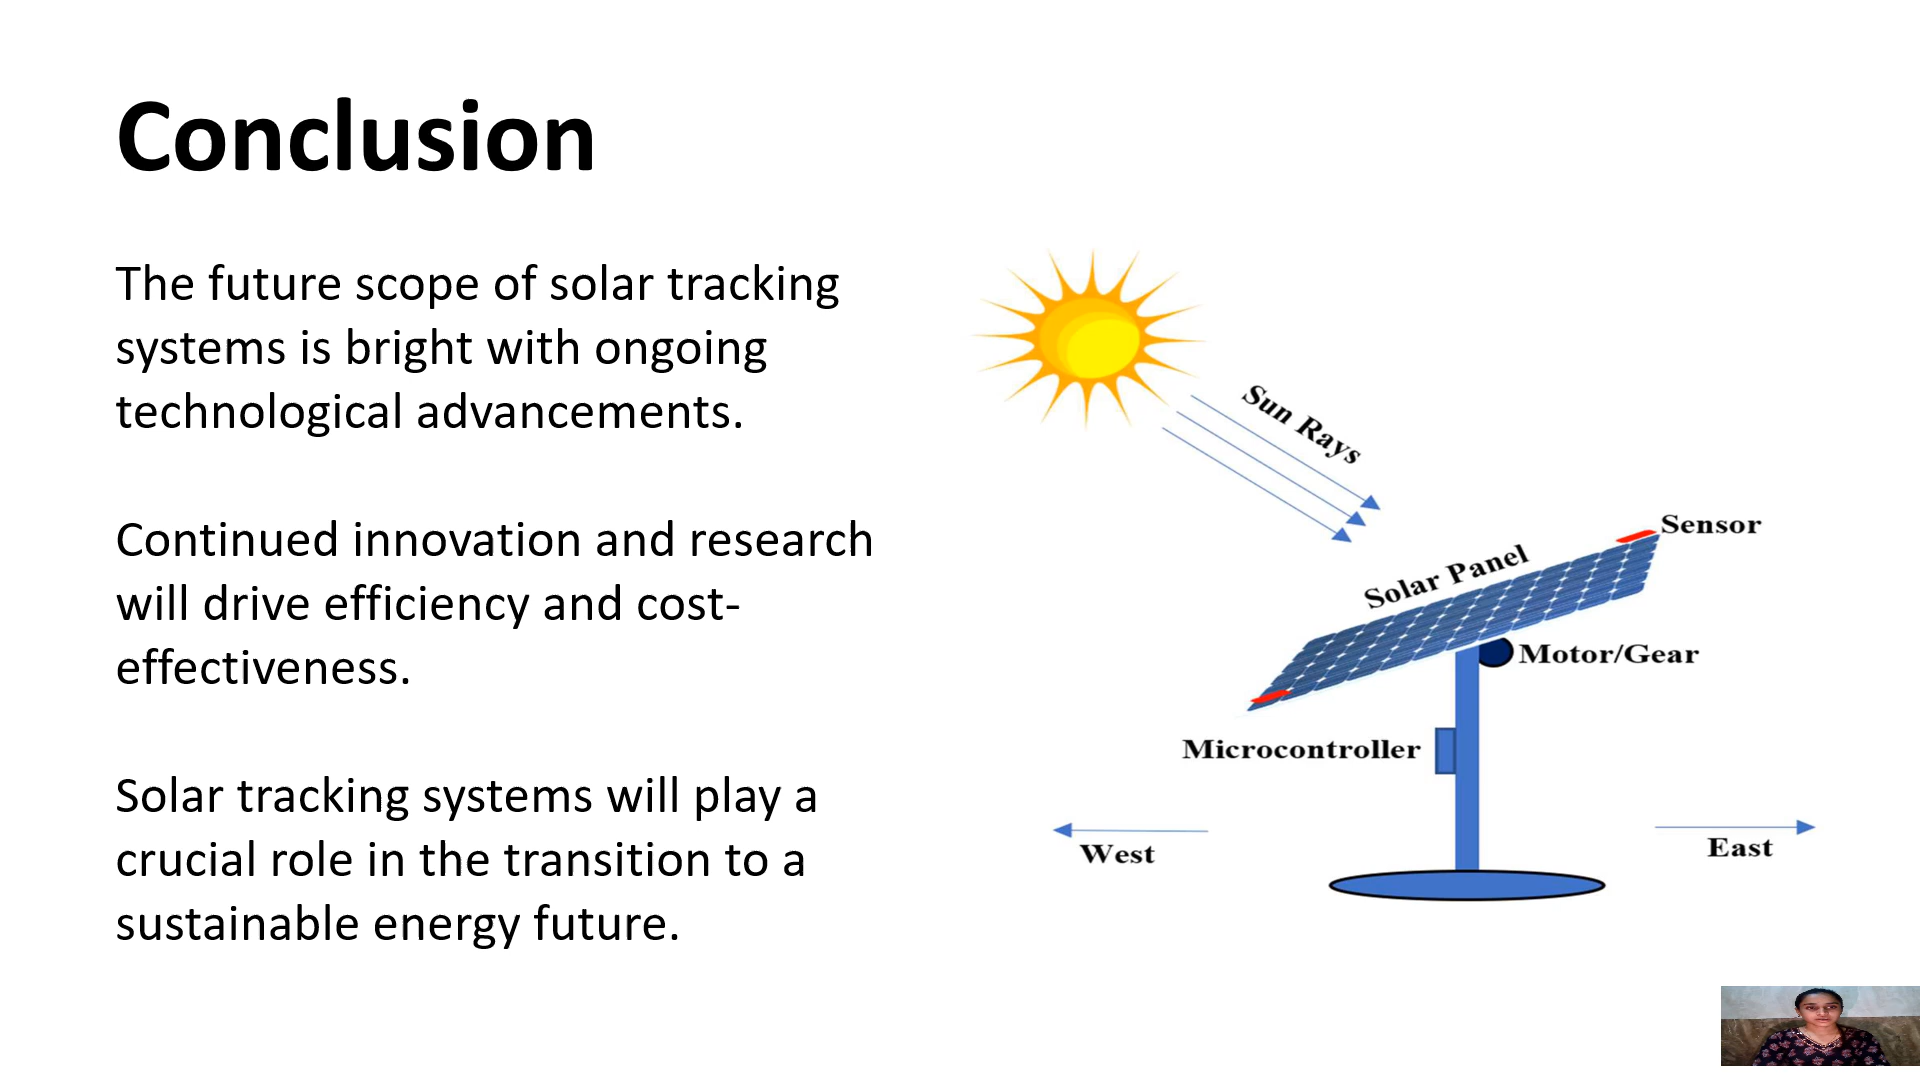 Conclusion
The future scope of solar tracking
systems is bright with ongoing
technological advancements.
Continued innovation and research
will drive efficiency and cost-
effectiveness.
Solar tracking systems will play a
crucial role in the transition to a
sustainable energy future.
Sun Rays
Sensor
Solar Panel
Motor/Gear
Microcontroller
West
East